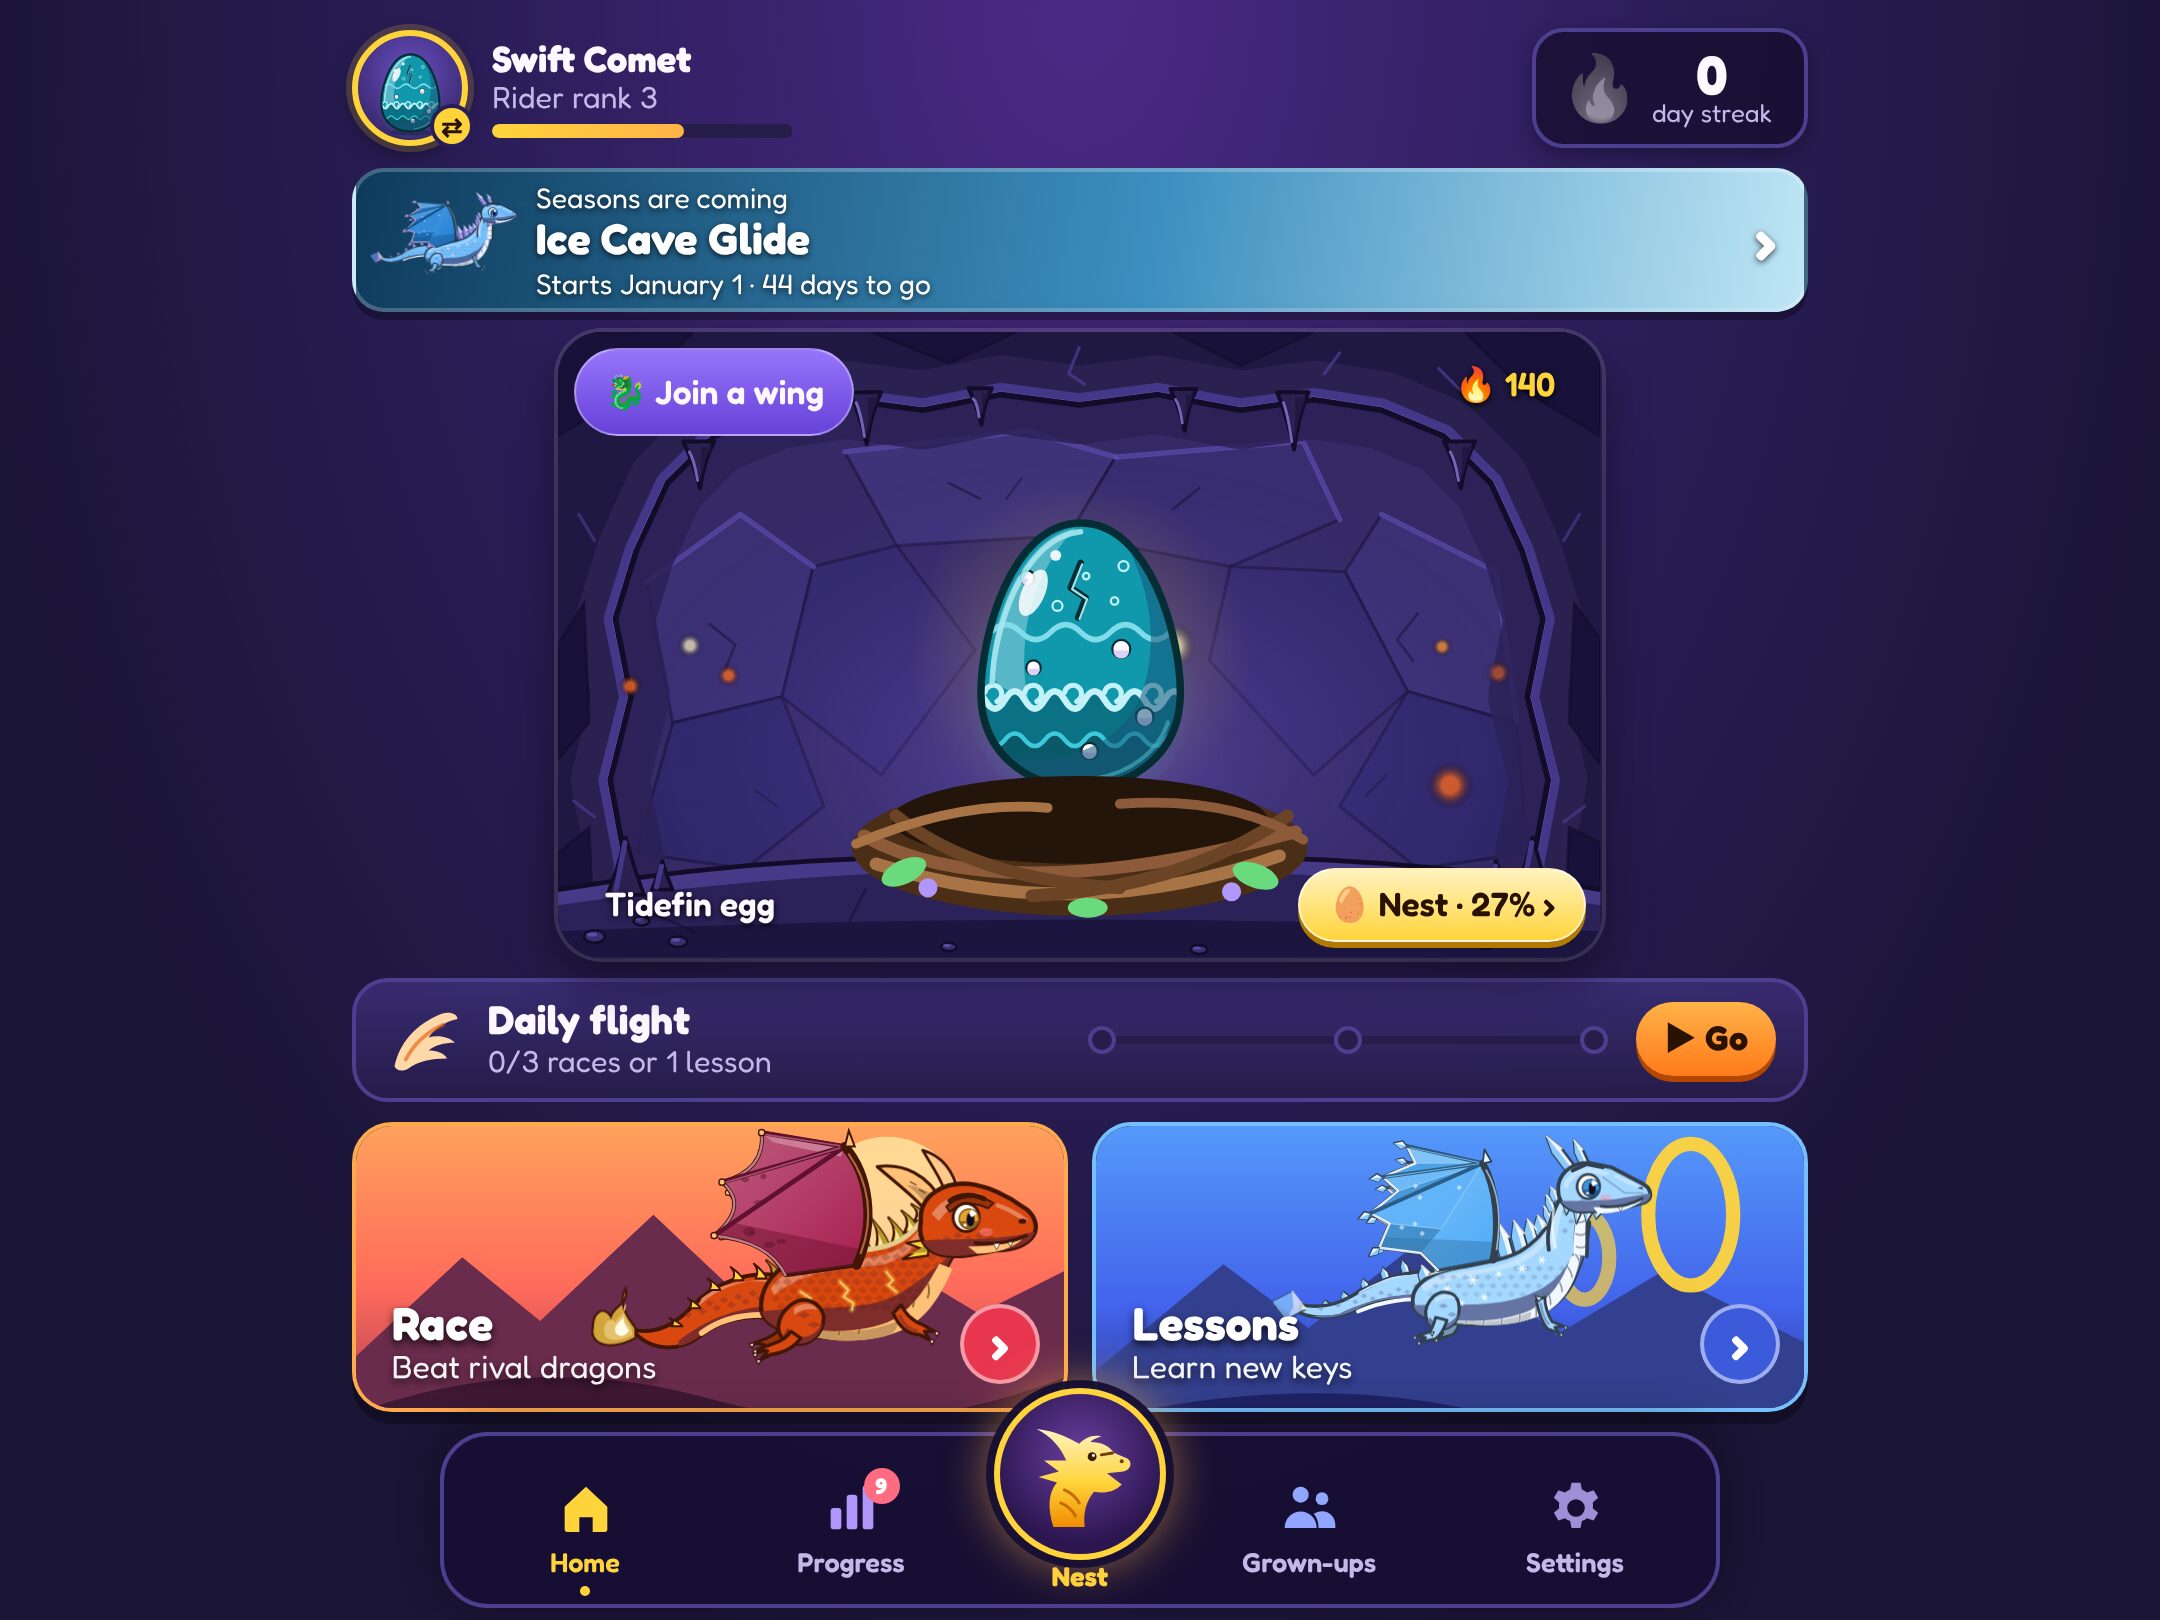 Swift Comet
Rider rank 3
0
day streak
Seasons are coming
Ice Cave Glide
Starts January 1 · 44 days to go
Join a wing
140
Tidefin egg
Nest · 27% ›
Daily flight
0/3 races or 1 lesson
Go
Race
Beat rival dragons
Lessons
Learn new keys
Home
9
Progress
Nest
Grown-ups
Settings